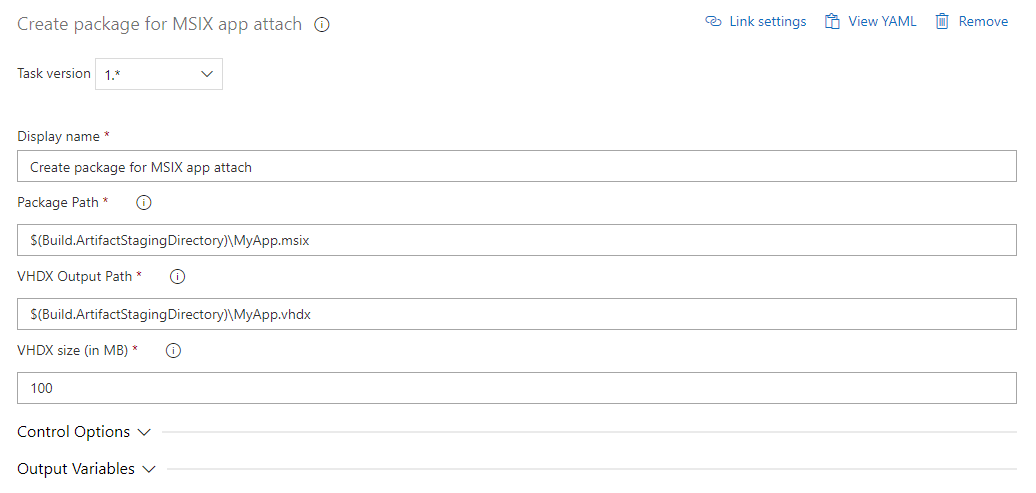 Create package for MSIX app attach
Link settings
View YAML
Remove
Task version 1.*
Display name *
Create package for MSIX app attach
Package Path *
$(Build.ArtifactStagingDirectory)\MyApp.msix
VHDX Output Path *
$(Build.ArtifactStagingDirectory)\MyApp.vhdx
VHDX size (in MB) *
100
Control Options
Output Variables